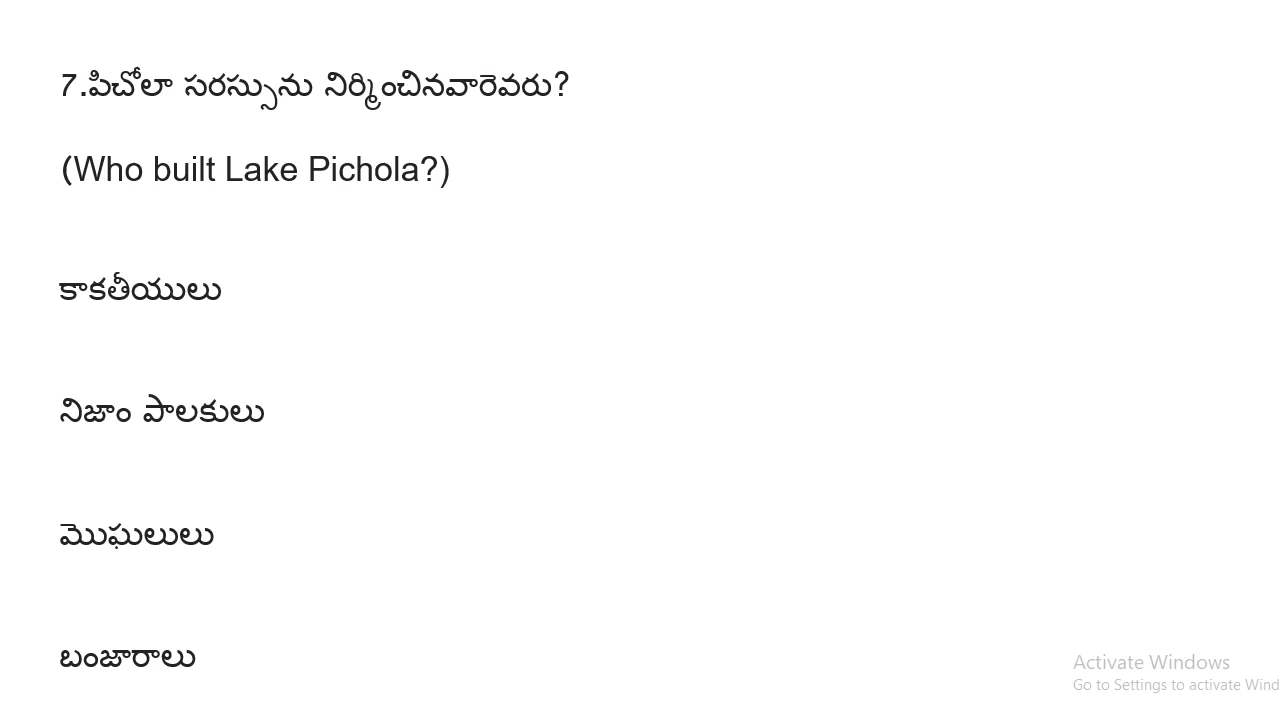 7.పిచోలా సరస్సును నిర్మించినవారెవరు?
(Who built Lake Pichola?)
కాకతీయులు
నిజాం పాలకులు
మొఘలులు
బంజారాలు
Activate Windows
Go to Settings to activate Wind